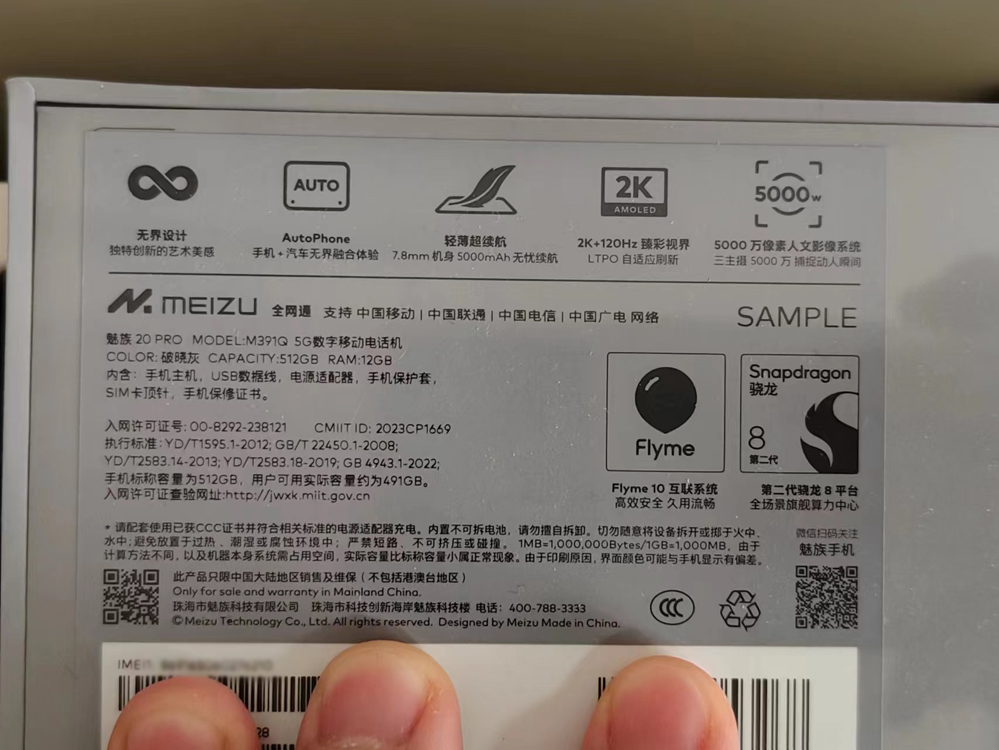 无界设计
独特创新的艺术美感
AUTO
AutoPhone
手机+汽车无界融合体验
轻薄超续航
7.8mm 机身 5000mAh 无忧续航
2K
AMOLED
2K+120Hz 臻彩视界
LTPO 自适应刷新
5000w
5000 万像素人文影像系统
三主摄 5000 万 捕捉动人瞬间
MEIZU 全网通 支持 中国移动 | 中国联通 | 中国电信 | 中国广电 网络
SAMPLE
魅族 20 PRO MODEL:M391Q 5G数字移动电话机
COLOR: 破晓灰 CAPACITY:512GB RAM:12GB
内含：手机主机，USB数据线，电源适配器，手机保护套，
SIM卡顶针，手机保修证书。
入网许可证号: 00-8292-238121 CMIIT ID: 2023CP1669
执行标准: YD/T1595.1-2012; GB/T 22450.1-2008;
YD/T2583.14-2013; YD/T2583.18-2019; GB 4943.1-2022;
手机标称容量为512GB，用户可用实际容量约为491GB。
入网许可证查验网址:http://jwxk.miit.gov.cn
Flyme
Flyme 10 互联系统
高效安全 久用流畅
Snapdragon
骁龙
8
第二代
第二代骁龙 8 平台
全场景旗舰算力中心
* 请配套使用已获CCC证书并符合相关标准的电源适配器充电。内置不可拆电池，请勿擅自拆卸。切勿随意将设备拆开或掷于火中、
水中;避免放置于过热 、潮湿或腐蚀环境中；严禁短路、不可挤压或碰撞。1MB=1,000,000Bytes/1GB=1,000MB，由于
计算方法不同，以及机器本身系统需占用空间，实际容量比标称容量小属正常现象。由于印刷原因，界面颜色可能与手机显示有偏差。
微信扫码关注
魅族手机
此产品只限中国大陆地区销售及维保（不包括港澳台地区）
Only for sale and warranty in Mainland China.
珠海市魅族科技有限公司 珠海市科技创新海岸魅族科技楼 电话：400-788-3333
©Meizu Technology Co., Ltd. All rights reserved. Designed by Meizu Made in China.
CCC
IMEI1
R8